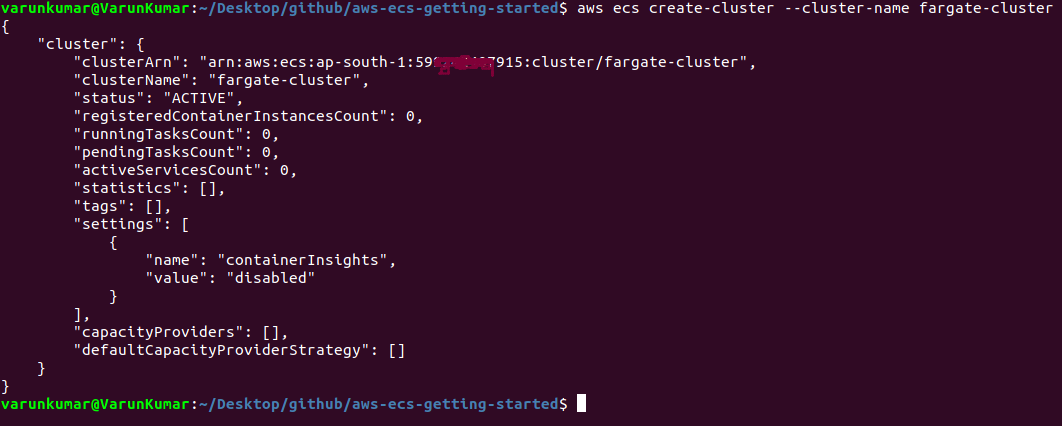 varunkumar@VarunKumar:~/Desktop/github/aws-ecs-getting-started$ aws ecs create-cluster --cluster-name fargate-cluster
{
    "cluster": {
        "clusterArn": "arn:aws:ecs:ap-south-1:59 7915:cluster/fargate-cluster",
        "clusterName": "fargate-cluster",
        "status": "ACTIVE",
        "registeredContainerInstancesCount": 0,
        "runningTasksCount": 0,
        "pendingTasksCount": 0,
        "activeServicesCount": 0,
        "statistics": [],
        "tags": [],
        "settings": [
            {
                "name": "containerInsights",
                "value": "disabled"
            }
        ],
        "capacityProviders": [],
        "defaultCapacityProviderStrategy": []
    }
}
varunkumar@VarunKumar:~/Desktop/github/aws-ecs-getting-started$